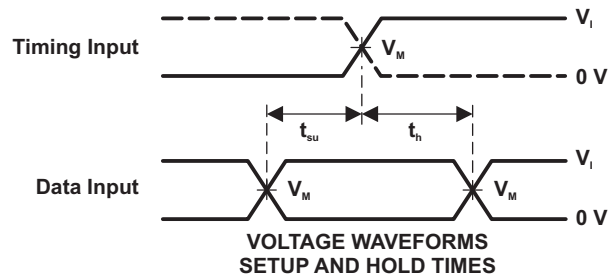 V_I
Timing Input
V_M
0 V
t_su
t_h
V_I
Data Input
V_M
V_M
0 V
VOLTAGE WAVEFORMS
SETUP AND HOLD TIMES